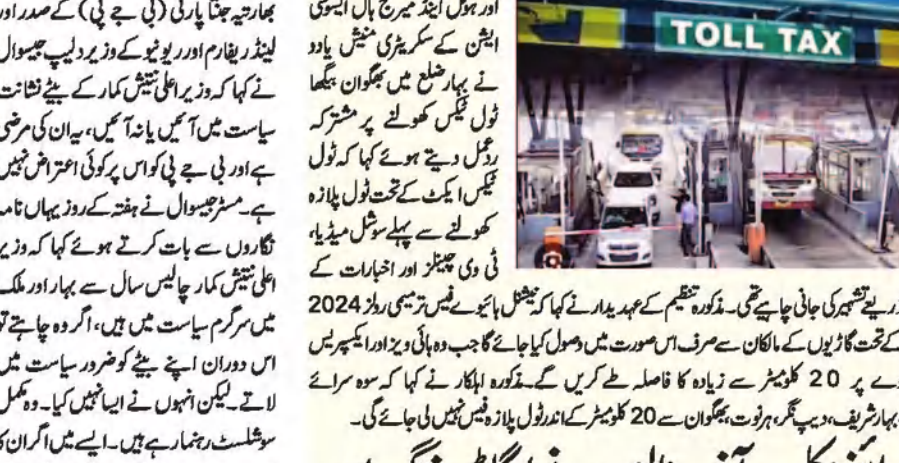 بھارتیہ جنتا پارٹی (بی جے پی) کے صدر اور
لینڈ ریفارم اور ریونیو کے وزیر دلیپ جیسوال
نے کہا کہ وزیر اعلیٰ نتیش کمار کے بیٹے نشانت
سیاست میں آئیں یا نہ آئیں، یہ ان کی مرضی
ہے اور بی جے پی کو اس پر کوئی اعتراض نہیں
ہے۔ مسٹر جیسوال نے ہفتہ کے روز یہاں نامہ
نگاروں سے بات کرتے ہوئے کہا کہ وزیر
اعلیٰ نتیش کمار چالیس سال سے بہار اور ملک
میں سرگرم سیاست میں ہیں، اگر وہ چاہتے تو
اس دوران اپنے بیٹے کو ضرور سیاست میں
لاتے۔ لیکن انہوں نے ایسا نہیں کیا۔ وہ مکمل
سوشلسٹ رہنما رہے ہیں۔ ایسے میں اگر ان کا
TOLL TAX
اور ہوٹل اینڈ میرج ہال ایسوسی
ایشن کے سکریٹری منیش یادو
نے بہار ضلع میں بھگوان بگھا
ٹول ٹیکس کھولنے پر مشترکہ
ردعمل دیتے ہوئے کہا کہ ٹول
ٹیکس ایکٹ کے تحت ٹول پلازہ
کھولنے سے پہلے سوشل میڈیا،
ٹی وی چینلز اور اخبارات کے
ذریعے تشہیر کی جانی چاہیے تھی۔ مذکورہ تنظیم کے عہدیدار نے کہا کہ نیشنل ہائیوے فیس ترمیمی رولز 2024
کے تحت گاڑیوں کے مالکان سے صرف اس صورت میں وصول کیا جائے گا جب وہ ہائی ویز اور ایکسپریس
وے پر 20 کلومیٹر سے زیادہ کا فاصلہ طے کریں گے۔ مذکورہ اہلکار نے کہا کہ سوہ سرائے
بہار شریف، دیپ نگر، ہرنوت، بھگوان سے 20 کلومیٹر کے اندر ٹول پلازہ فیس نہیں لی جائے گی۔